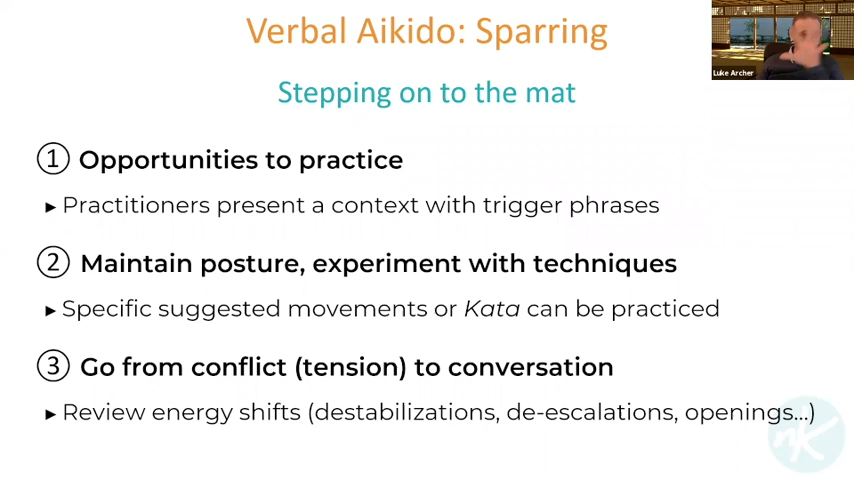 Verbal Aikido: Sparring
Luke Archer
Stepping on to the mat
① Opportunities to practice
▸ Practitioners present a context with trigger phrases
② Maintain posture, experiment with techniques
▸ Specific suggested movements or Kata can be practiced
③ Go from conflict (tension) to conversation
▸ Review energy shifts (destabilizations, de-escalations, openings...)
nK